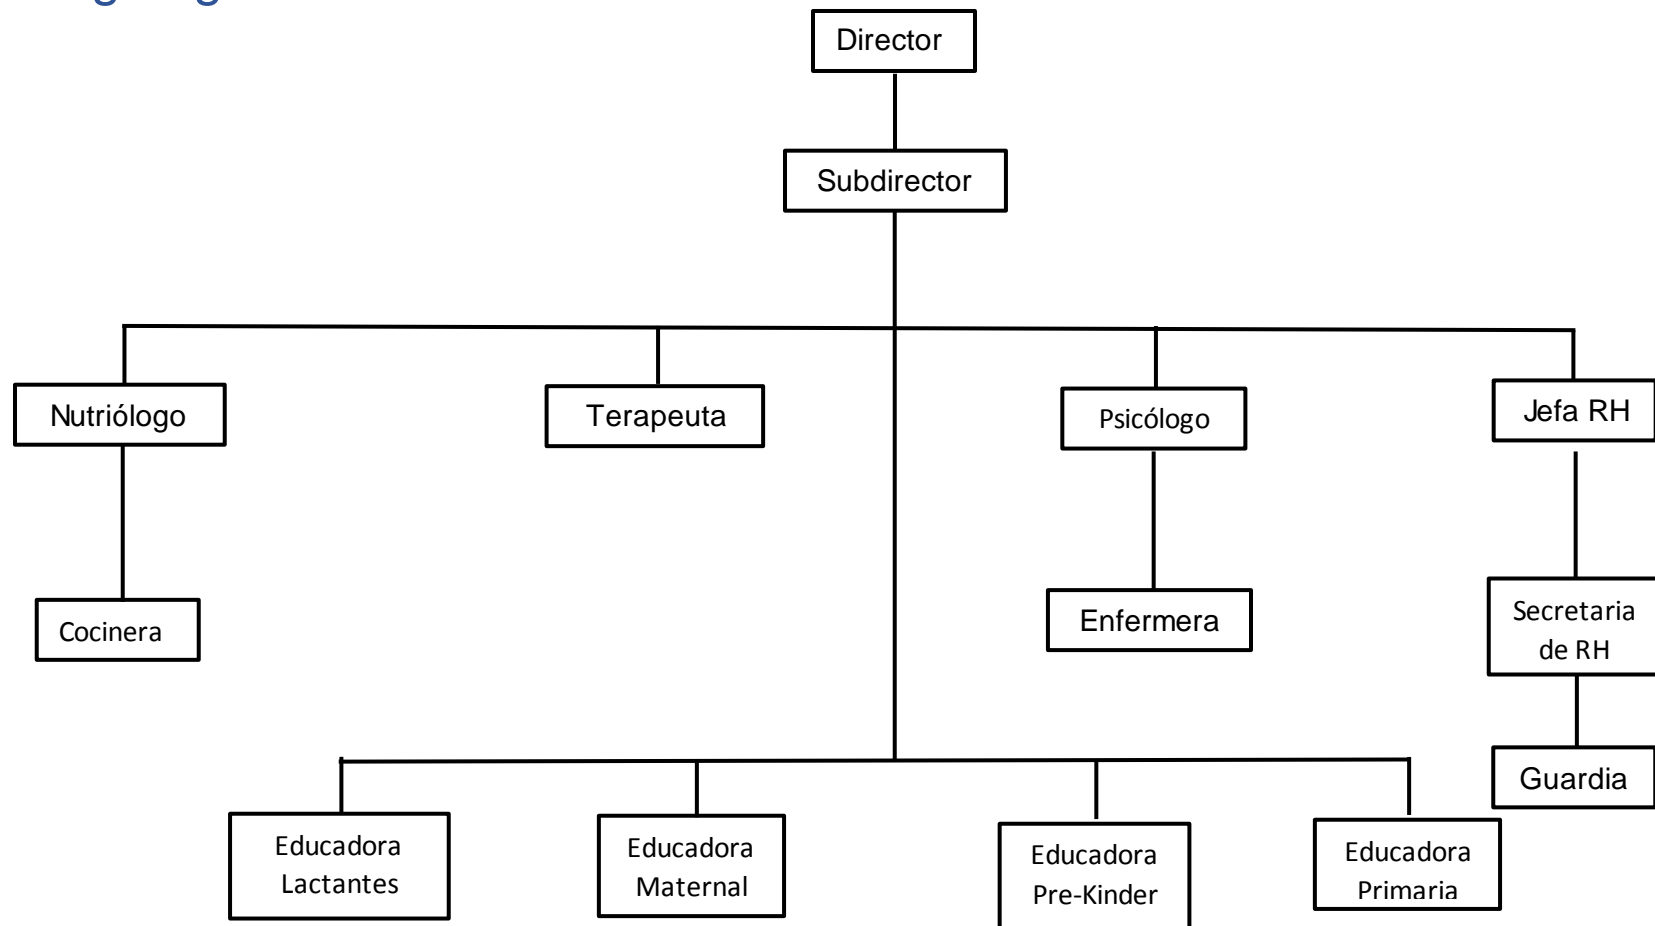 Director
Subdirector
Nutriólogo
Terapeuta
Psicólogo
Jefa RH
Cocinera
Enfermera
Secretaria
de RH
Guardia
Educadora
Lactantes
Educadora
Maternal
Educadora
Pre-Kinder
Educadora
Primaria